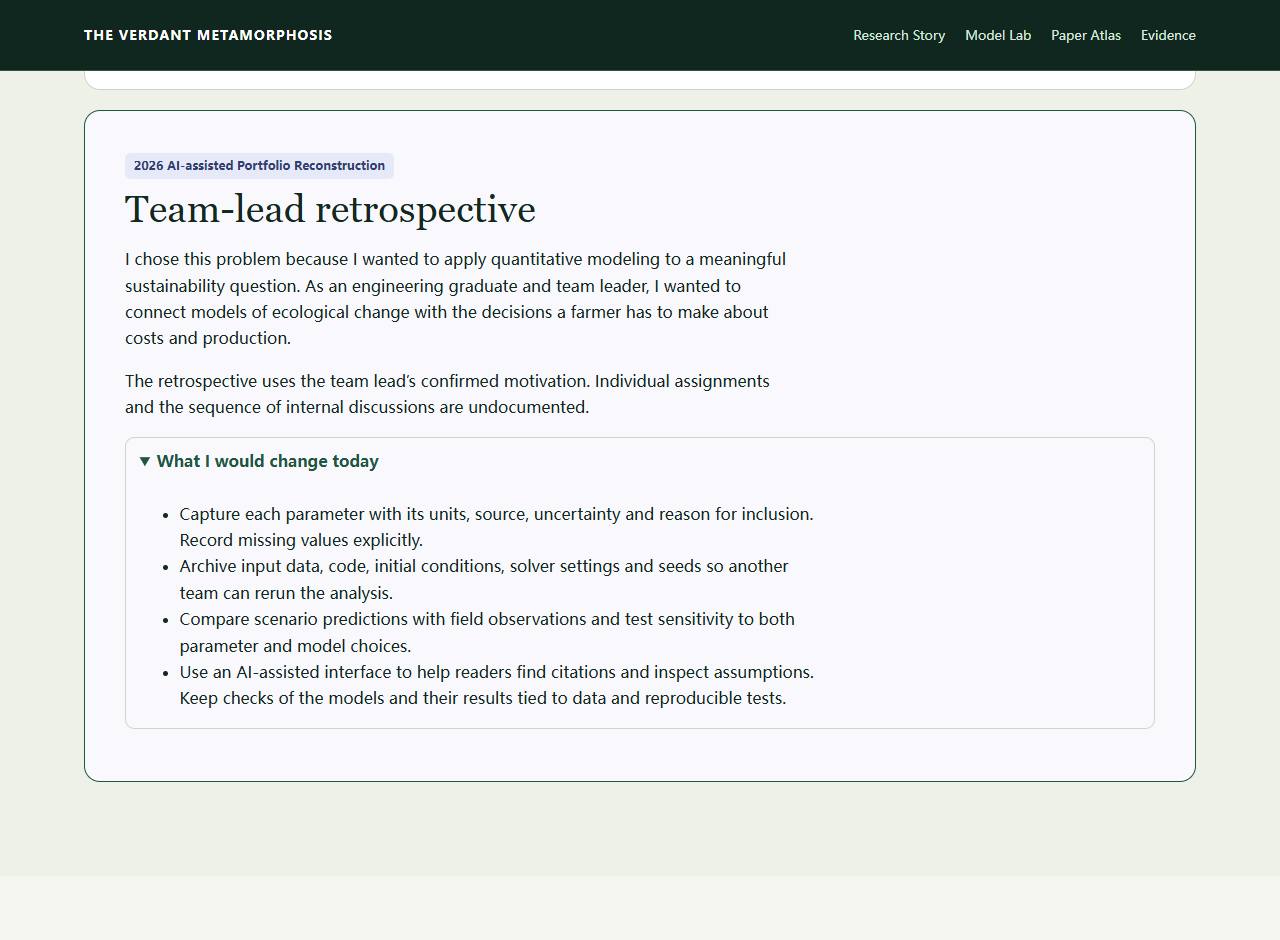 THE VERDANT METAMORPHOSIS
Research Story Model Lab Paper Atlas Evidence
2026 AI-assisted Portfolio Reconstruction
Team-lead retrospective
I chose this problem because I wanted to apply quantitative modeling to a meaningful
sustainability question. As an engineering graduate and team leader, I wanted to
connect models of ecological change with the decisions a farmer has to make about
costs and production.
The retrospective uses the team lead’s confirmed motivation. Individual assignments
and the sequence of internal discussions are undocumented.
▼ What I would change today
• Capture each parameter with its units, source, uncertainty and reason for inclusion.
Record missing values explicitly.
• Archive input data, code, initial conditions, solver settings and seeds so another
team can rerun the analysis.
• Compare scenario predictions with field observations and test sensitivity to both
parameter and model choices.
• Use an AI-assisted interface to help readers find citations and inspect assumptions.
Keep checks of the models and their results tied to data and reproducible tests.